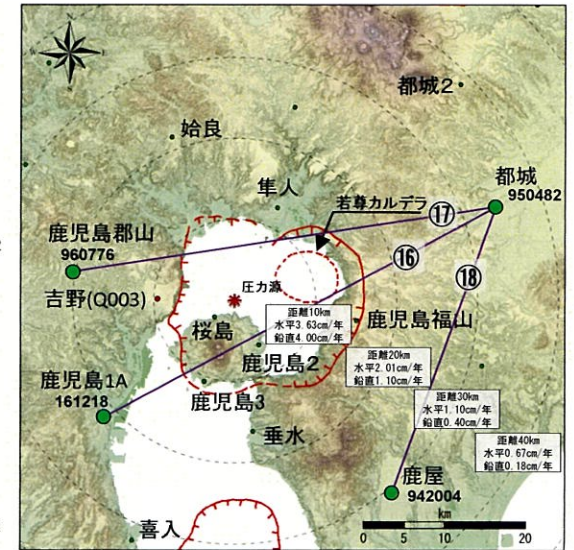 都城2
姶良
都城
950482
隼人
若尊カルデラ
⑰
鹿児島郡山
960776
⑯
⑱
吉野(Q003)
圧力源
距離10km
水平3.63cm/年
鉛直4.00cm/年
桜島
鹿児島福山
鹿児島2
距離20km
水平2.01cm/年
鉛直1.10cm/年
鹿児島1A
161218
鹿児島3
距離30km
水平1.10cm/年
鉛直0.40cm/年
垂水
距離40km
水平0.67cm/年
鉛直0.18cm/年
鹿屋
942004
喜入
km
0 5 10 20